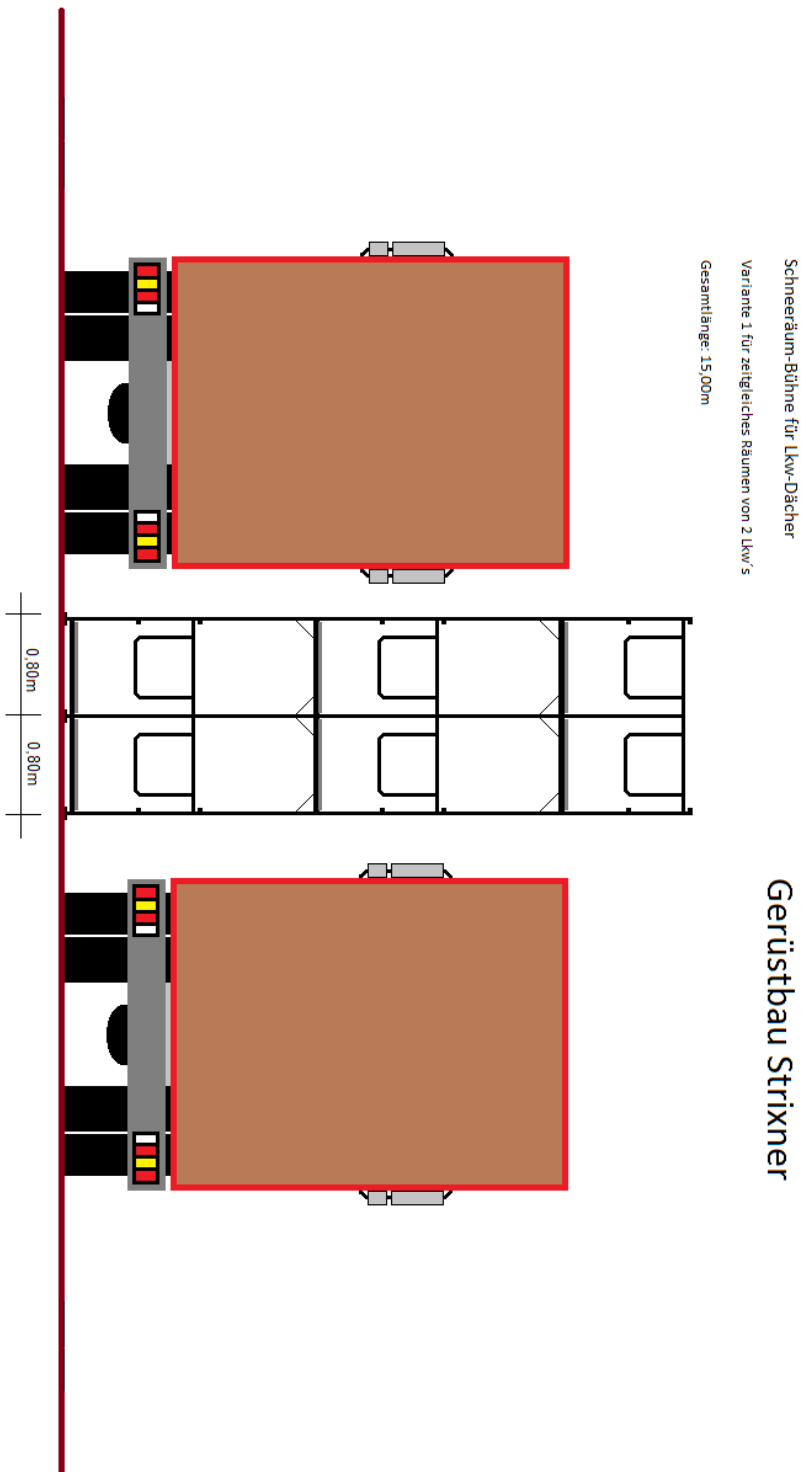 Schneeräum-Bühne für Lkw-Dächer
Variante 1 für zeitgleiches Räumen von 2 Lkw´s
Gesamtlänge: 15,00m
Gerüstbau Strixner
0,80m
0,80m